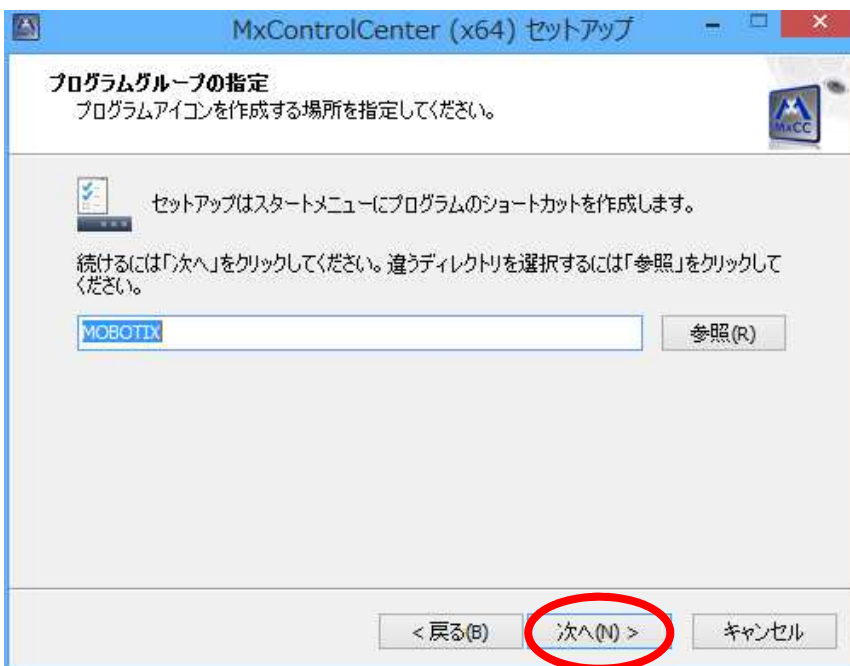 MxControlCenter (x64) セットアップ
プログラムグループの指定
プログラムアイコンを作成する場所を指定してください。
MxCC
セットアップはスタートメニューにプログラムのショートカットを作成します。
続けるには「次へ」をクリックしてください。違うディレクトリを選択するには「参照」をクリックして
ください。
MOBOTIX
参照(R)
< 戻る(B)
次へ(N) >
キャンセル